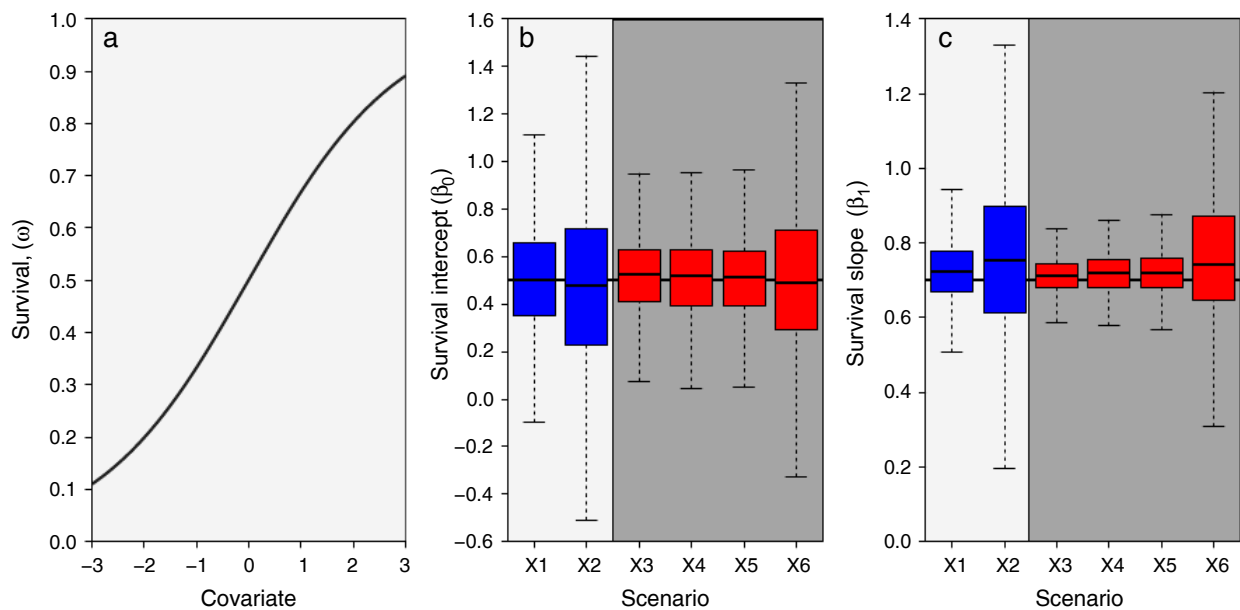 a
Survival, (ω)
1.0
0.9
0.8
0.7
0.6
0.5
0.4
0.3
0.2
0.1
0.0
−3 −2 −1 0 1 2 3
Covariate
b
Survival intercept (β0)
1.6
1.4
1.2
1.0
0.8
0.6
0.4
0.2
0.0
−0.2
−0.4
−0.6
X1 X2 X3 X4 X5 X6
Scenario
c
Survival slope (β1)
1.4
1.2
1.0
0.8
0.6
0.4
0.2
0.0
X1 X2 X3 X4 X5 X6
Scenario